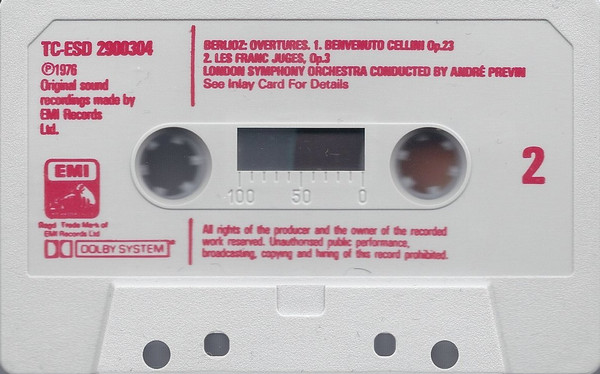 TC-ESD 2900304
℗1976
Original sound
recordings made by
EMI Records
Ltd.
BERLIOZ: OVERTURES. 1. BENVENUTO CELLINI Op.23
2. LES FRANC JUGES, Op.3
LONDON SYMPHONY ORCHESTRA CONDUCTED BY ANDRÉ PREVIN
See Inlay Card For Details
100 50 0
2
EMI
Regd Trade Mark of
EMI Records Ltd
DOLBY SYSTEM
All rights of the producer and the owner of the recorded
work reserved. Unauthorised public performance,
broadcasting, copying and hiring of this record prohibited.